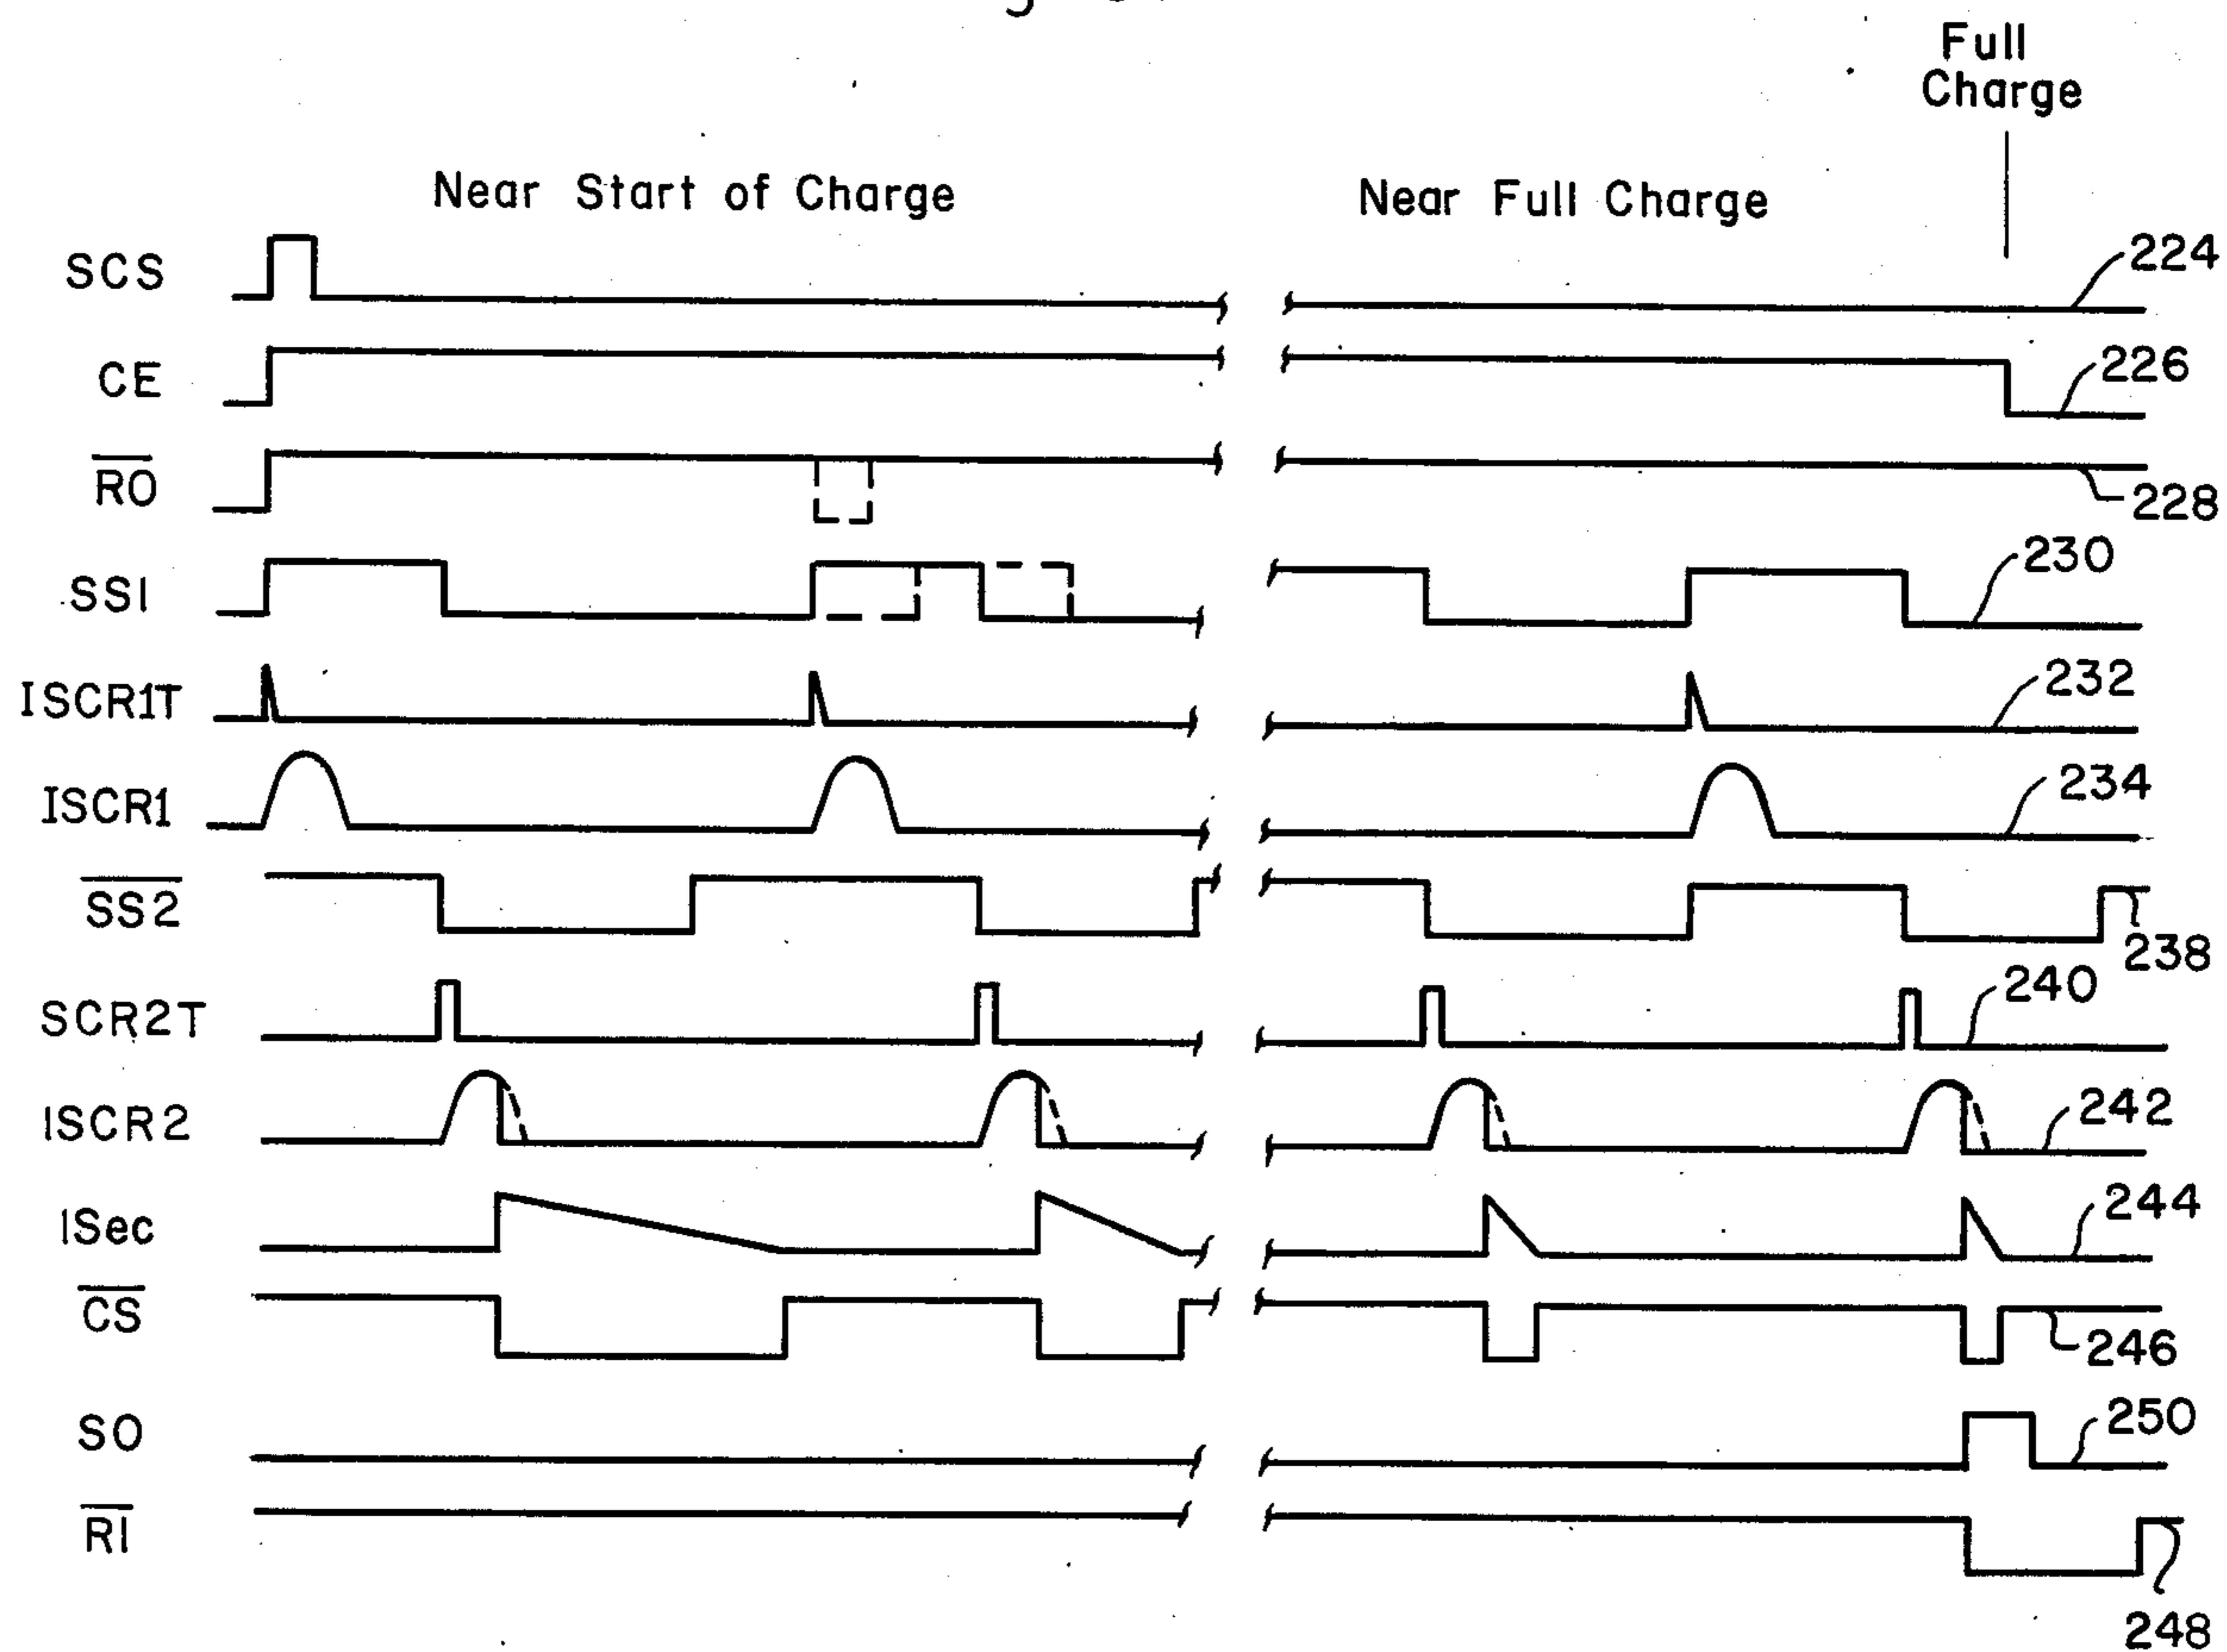 Full
Charge
Near Start of Charge
Near Full Charge
SCS
224
CE
226
RO
228
SS1
230
ISCR1T
232
ISCR1
234
SS2
238
SCR2T
240
ISCR2
242
ISec
244
CS
246
SO
250
RI
248